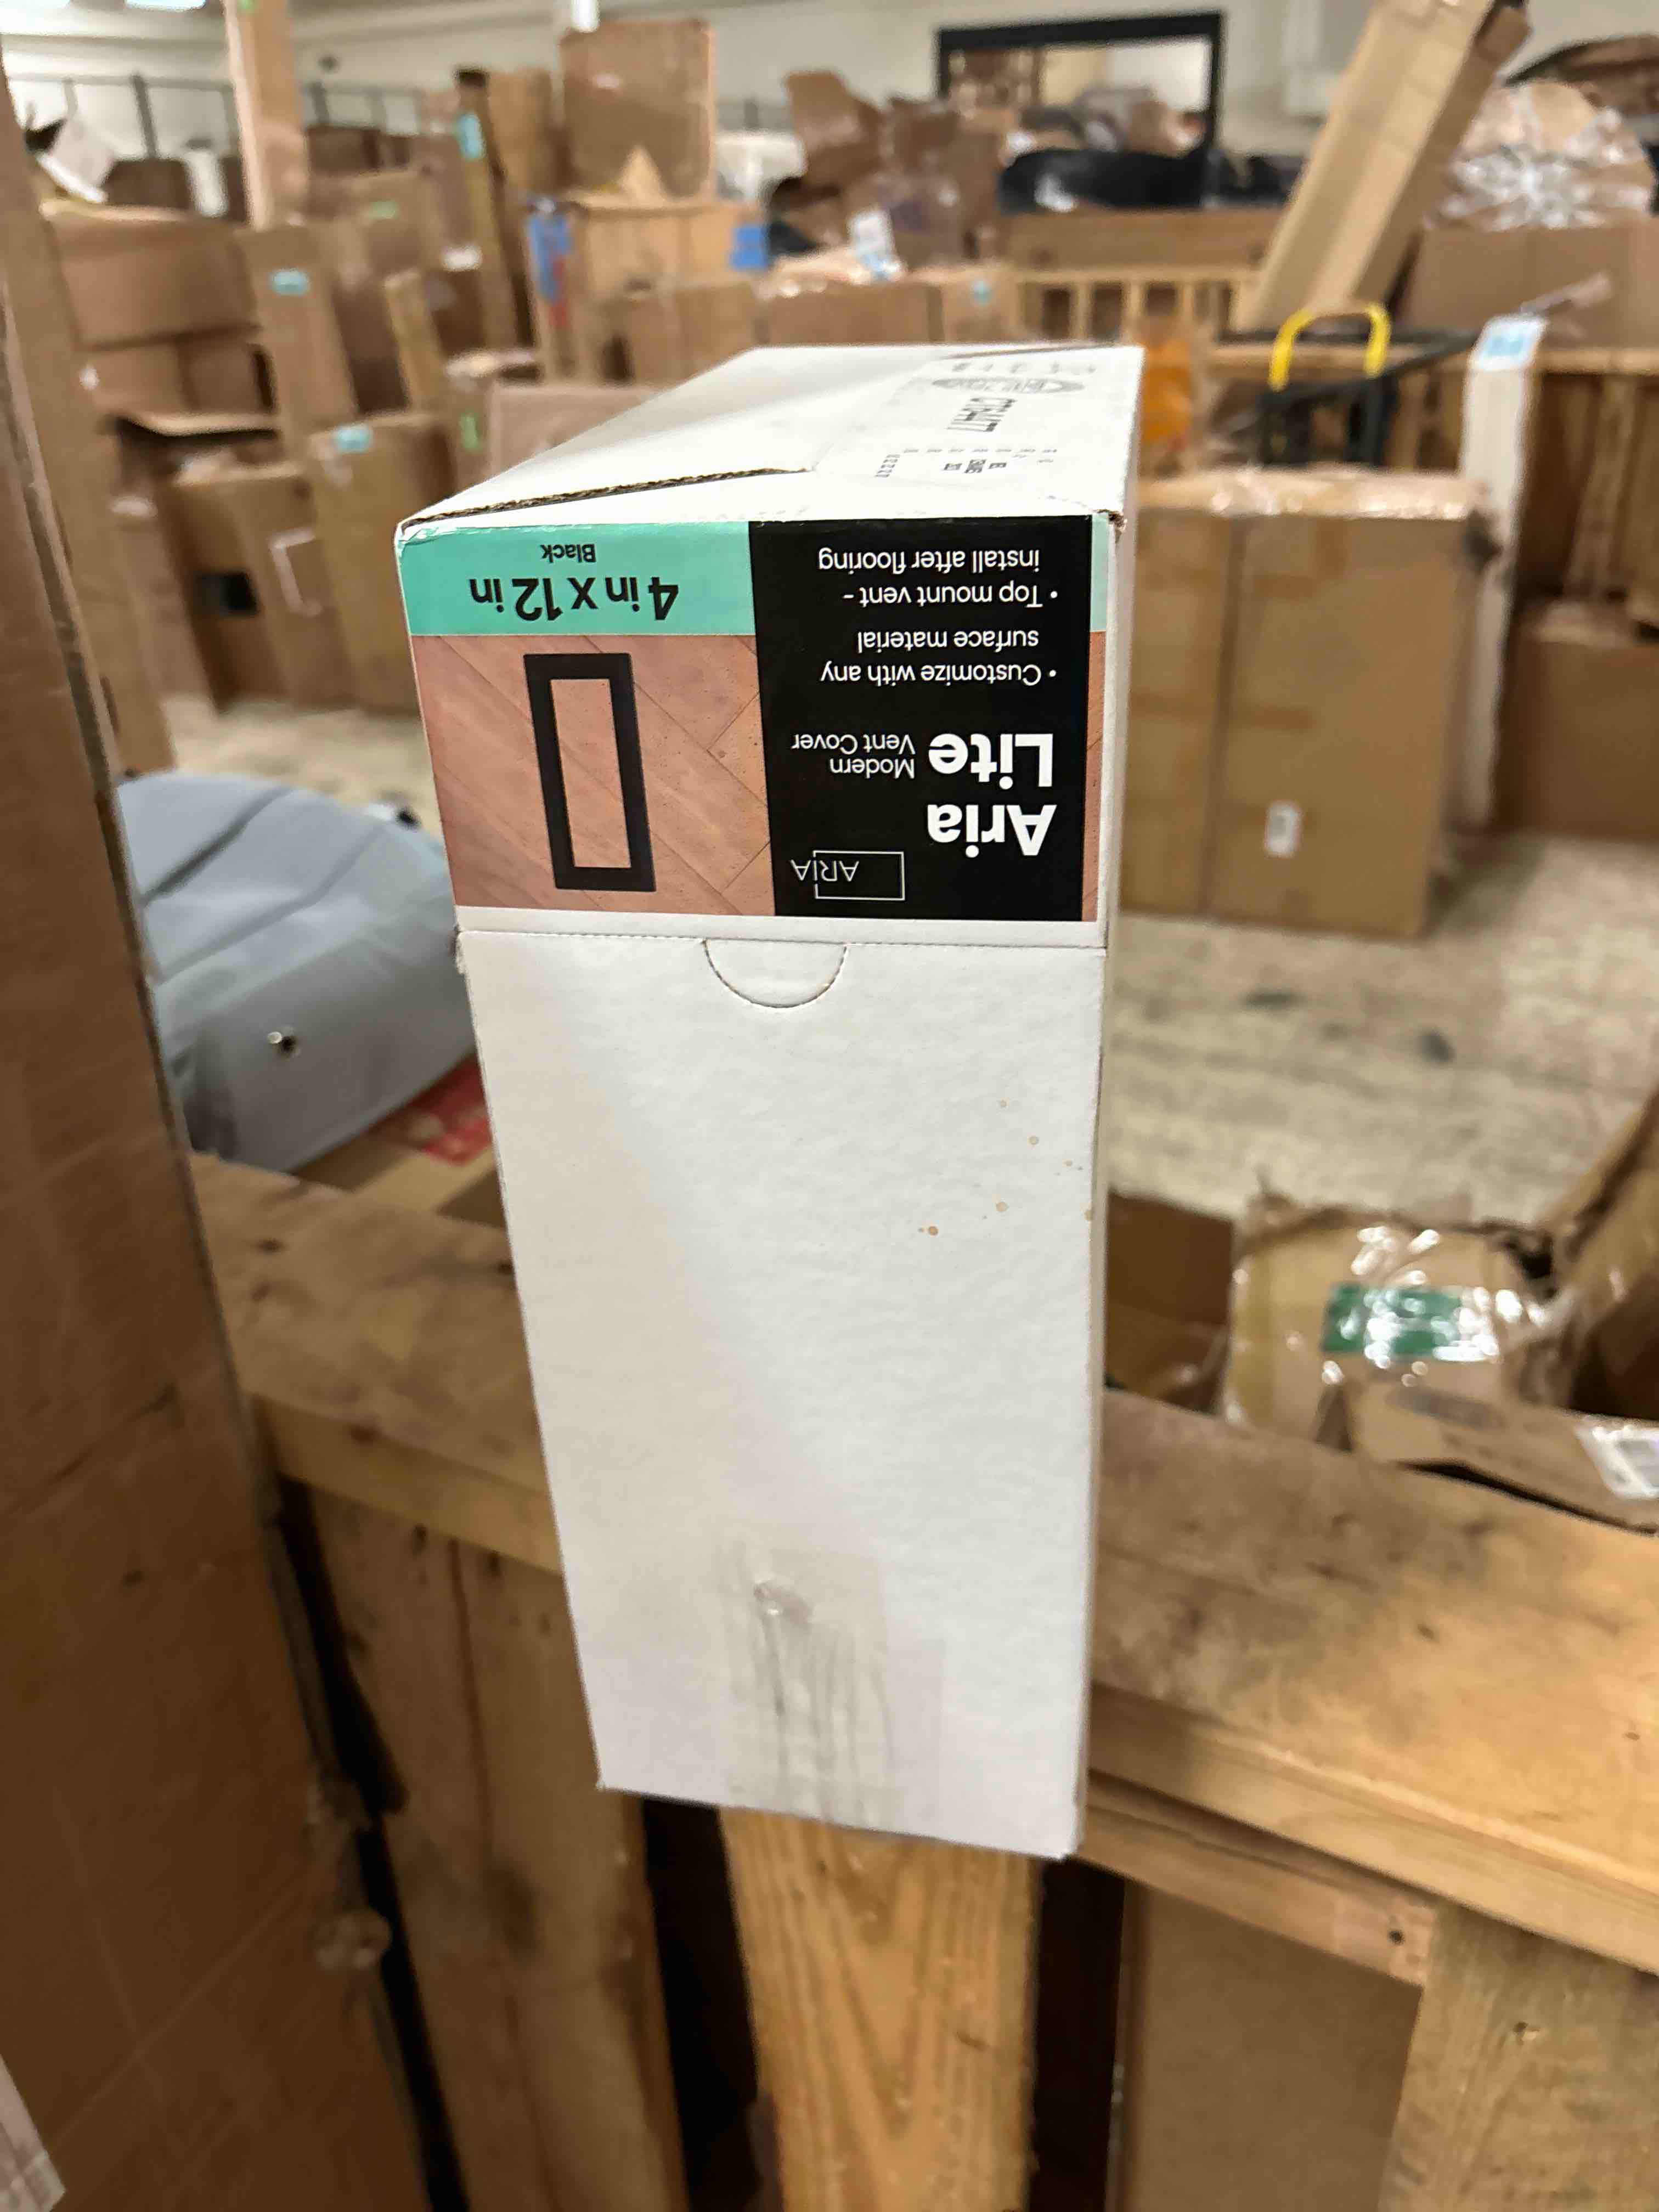 ARIA
Aria
Lite
Modern
Vent Cover
• Customize with any
surface material
• Top mount vent -
install after flooring
4 in X 12 in
Black